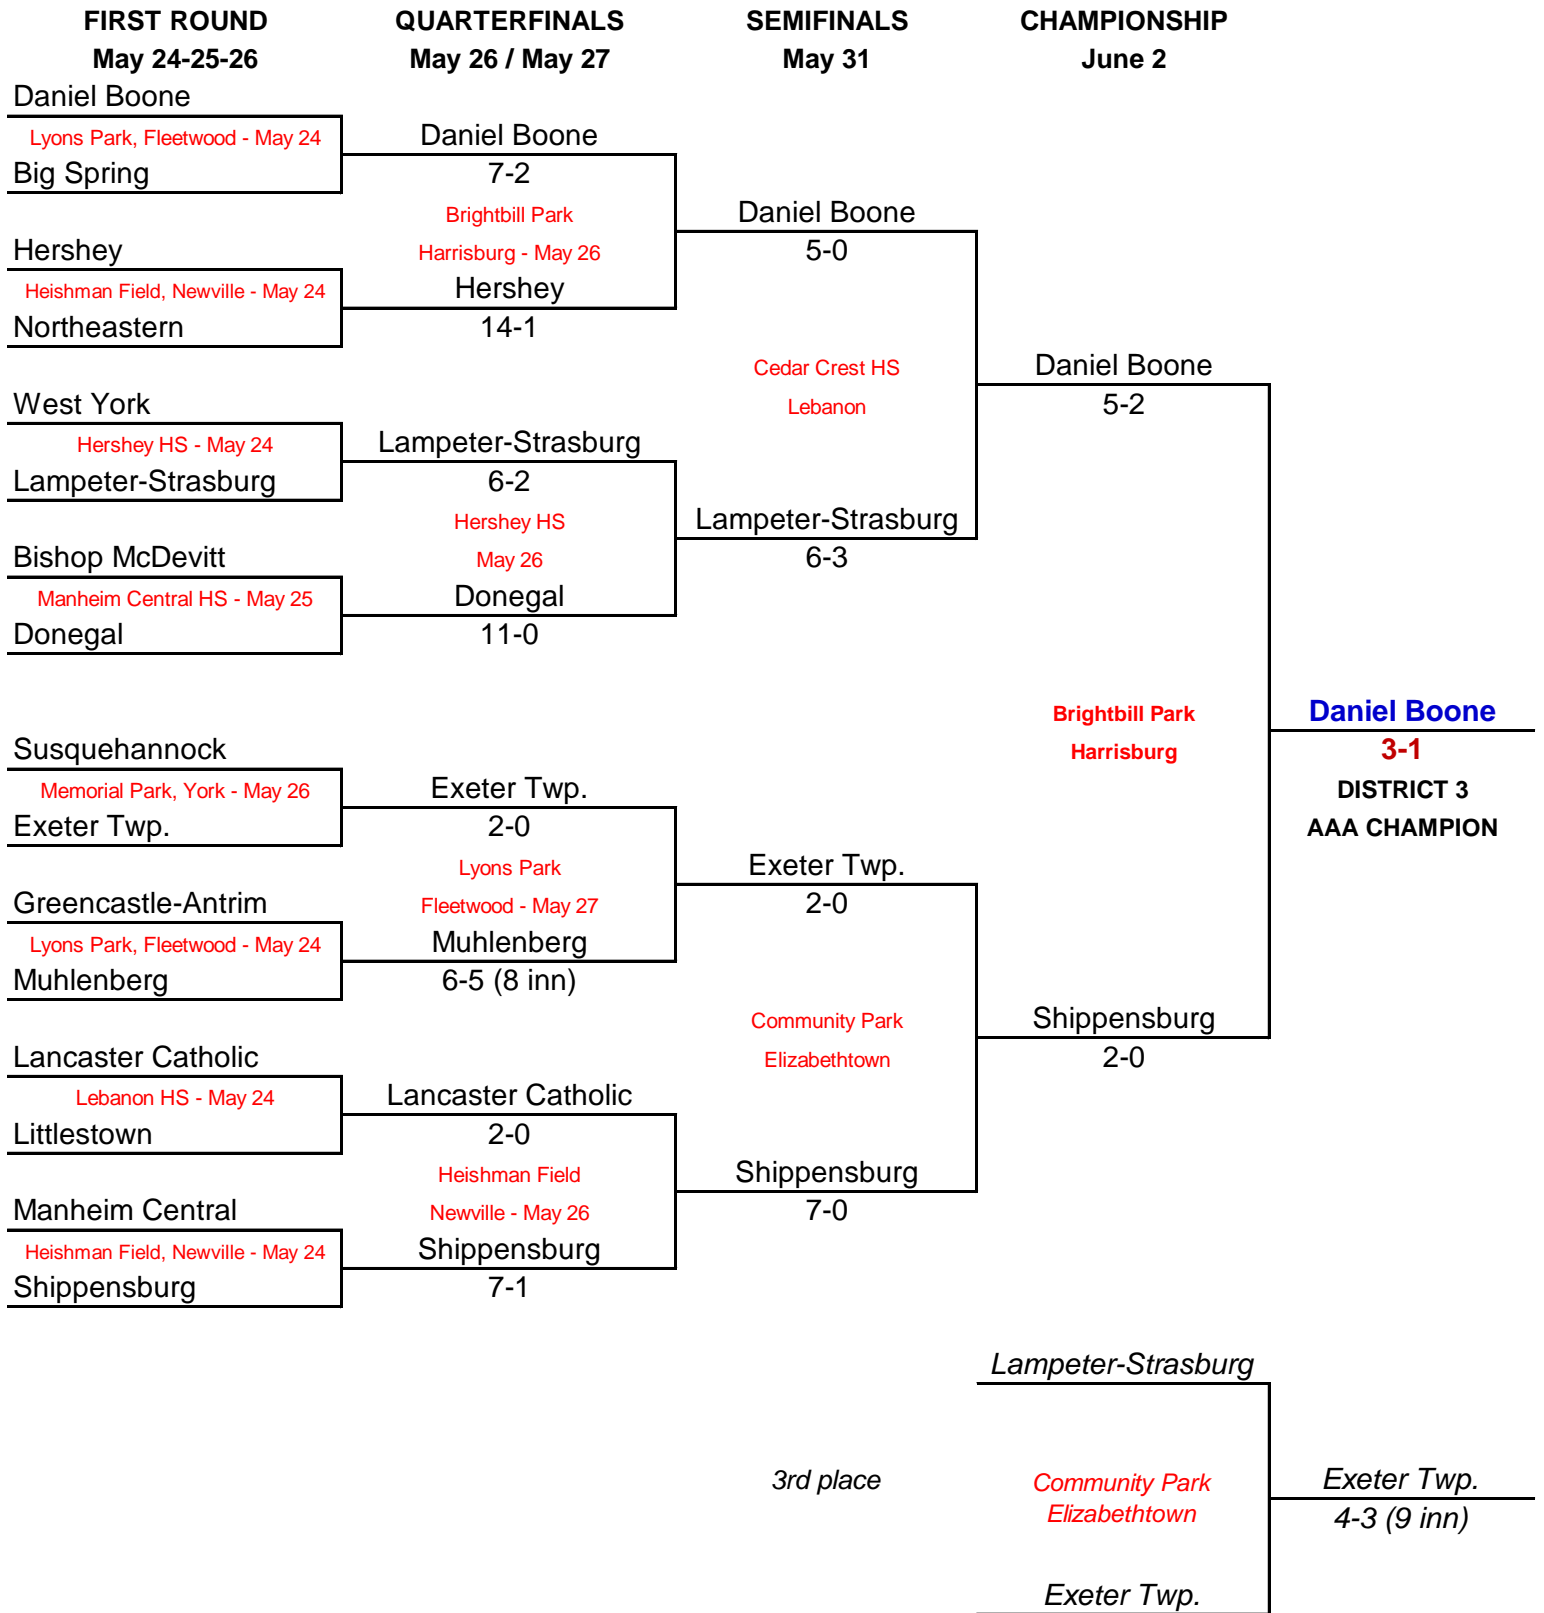 FIRST ROUND
May 24-25-26
QUARTERFINALS
May 26 / May 27
SEMIFINALS
May 31
CHAMPIONSHIP
June 2
Daniel Boone
Lyons Park, Fleetwood - May 24
Big Spring
Hershey
Heishman Field, Newville - May 24
Northeastern
West York
Hershey HS - May 24
Lampeter-Strasburg
Bishop McDevitt
Manheim Central HS - May 25
Donegal
Susquehannock
Memorial Park, York - May 26
Exeter Twp.
Greencastle-Antrim
Lyons Park, Fleetwood - May 24
Muhlenberg
Lancaster Catholic
Lebanon HS - May 24
Littlestown
Manheim Central
Heishman Field, Newville - May 24
Shippensburg
Daniel Boone
7-2
Brightbill Park
Harrisburg - May 26
Hershey
14-1
Lampeter-Strasburg
6-2
Hershey HS
May 26
Donegal
11-0
Exeter Twp.
2-0
Lyons Park
Fleetwood - May 27
Muhlenberg
6-5 (8 inn)
Lancaster Catholic
2-0
Heishman Field
Newville - May 26
Shippensburg
7-1
Daniel Boone
5-0
Cedar Crest HS
Lebanon
Lampeter-Strasburg
6-3
Exeter Twp.
2-0
Community Park
Elizabethtown
Shippensburg
7-0
Daniel Boone
5-2
Brightbill Park
Harrisburg
Shippensburg
2-0
Daniel Boone
3-1
DISTRICT 3
AAA CHAMPION
3rd place
Lampeter-Strasburg
Community Park
Elizabethtown
Exeter Twp.
Exeter Twp.
4-3 (9 inn)